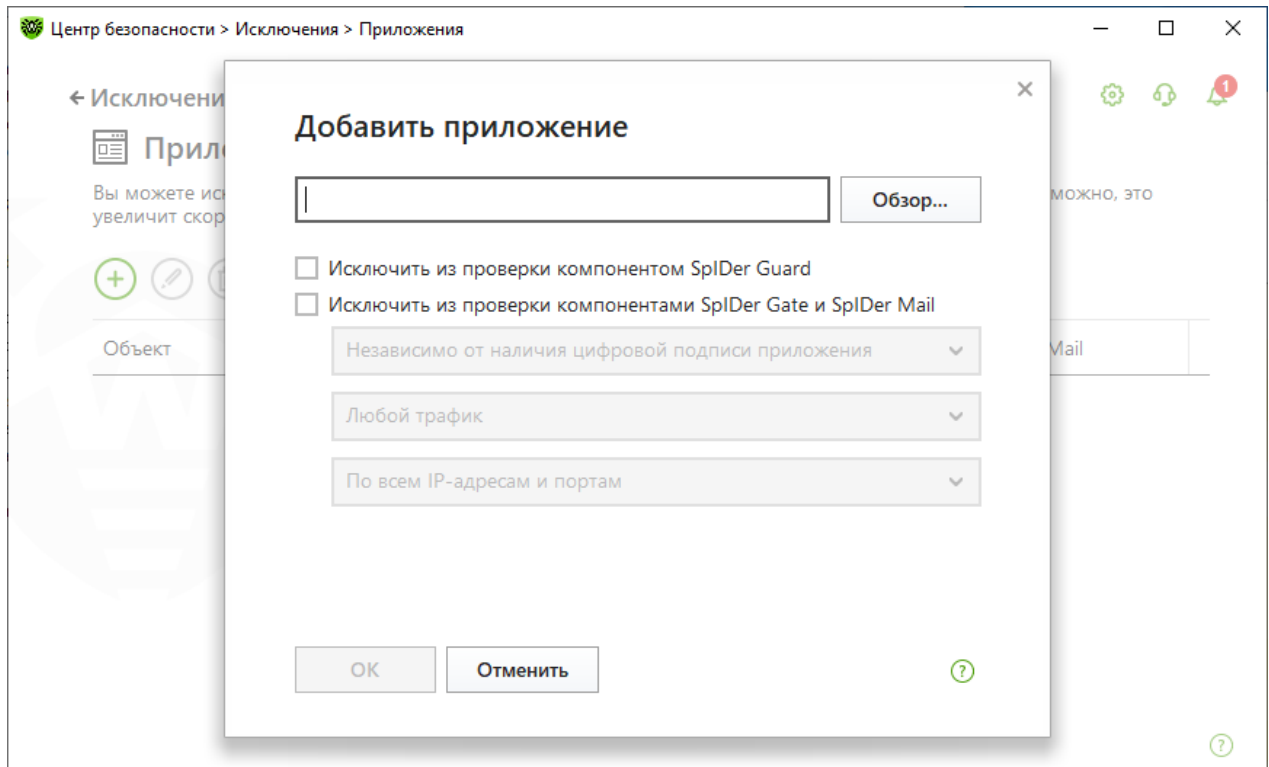 Центр безопасности > Исключения > Приложения
Исключени
1
Добавить приложение
Прил
Вы можете
увеличит скор
можно, это
Обзор...
Исключить из проверки компонентом SpIDer Guard
Исключить из проверки компонентами SpIDer Gate и SpIDer Mail
Объект
Mail
Независимо от наличия цифровой подписи приложения
Любой трафик
По всем IP-адресам и портам
ОК
Отменить
?
?